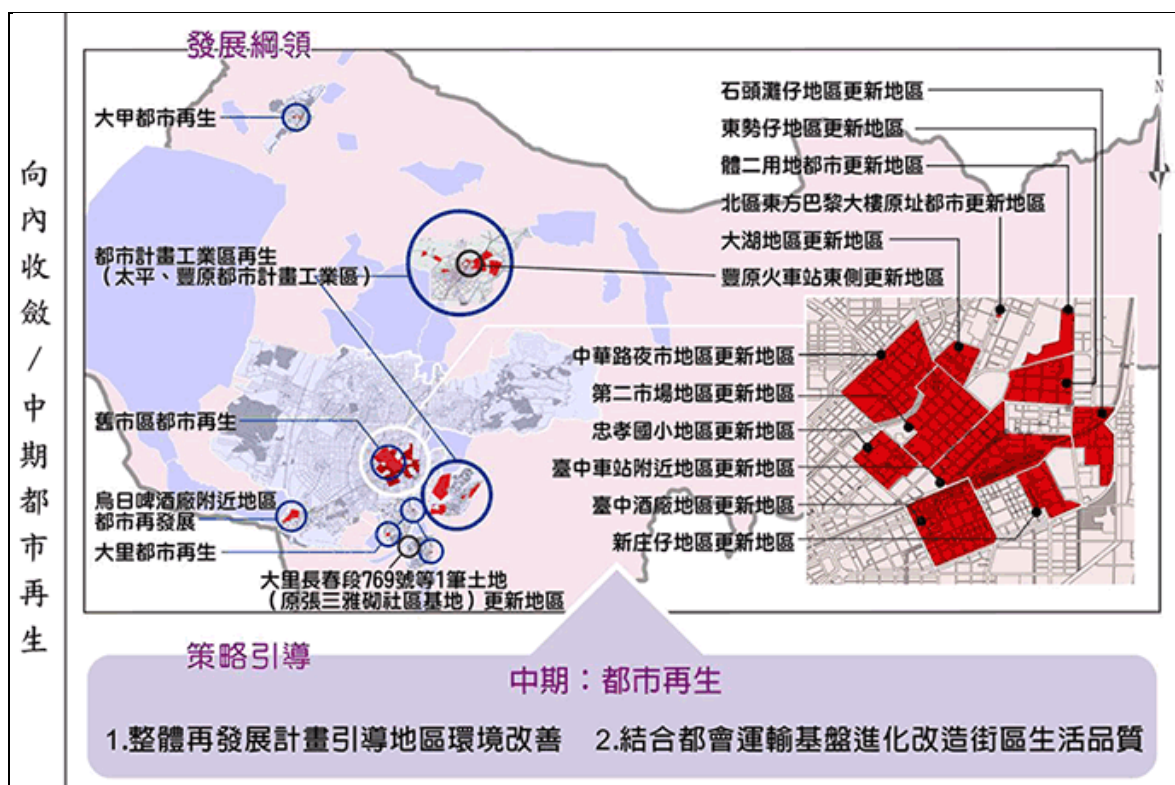 向內收斂/中期都市再生
發展綱領
大甲都市再生
都市計畫工業區再生
（太平、豐原都市計畫工業區）
舊市區都市再生
烏日啤酒廠附近地區
都市再發展
大里都市再生
大里長春段769號等1筆土地
（原張三雅砌社區基地）更新地區
石頭灘仔地區更新地區
東勢仔地區更新地區
體二用地都市更新地區
北區東方巴黎大樓原址都市更新地區
大湖地區更新地區
豐原火車站東側更新地區
中華路夜市地區更新地區
第二市場地區更新地區
忠孝國小地區更新地區
臺中車站附近地區更新地區
臺中酒廠地區更新地區
新庄仔地區更新地區
N
策略引導
中期：都市再生
1.整體再發展計畫引導地區環境改善
2.結合都會運輸基盤進化改造街區生活品質